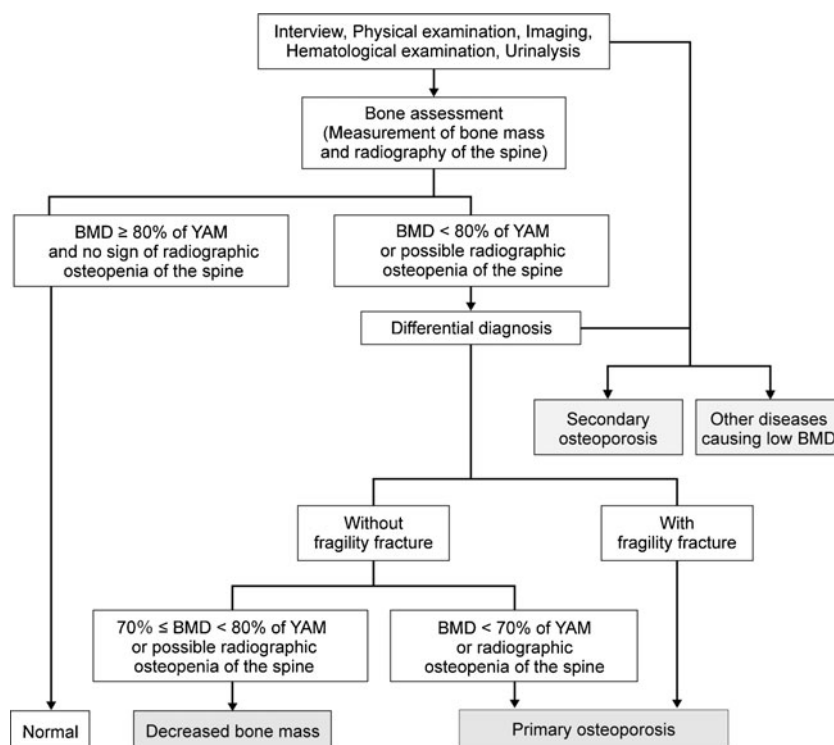 Interview, Physical examination, Imaging,
Hematological examination, Urinalysis
Bone assessment
(Measurement of bone mass
and radiography of the spine)
BMD ≥ 80% of YAM
and no sign of radiographic
osteopenia of the spine
BMD < 80% of YAM
or possible radiographic
osteopenia of the spine
Differential diagnosis
Secondary
osteoporosis
Other diseases
causing low BMD
Without
fragility fracture
With
fragility fracture
70% ≤ BMD < 80% of YAM
or possible radiographic
osteopenia of the spine
BMD < 70% of YAM
or radiographic
osteopenia of the spine
Normal
Decreased bone mass
Primary osteoporosis